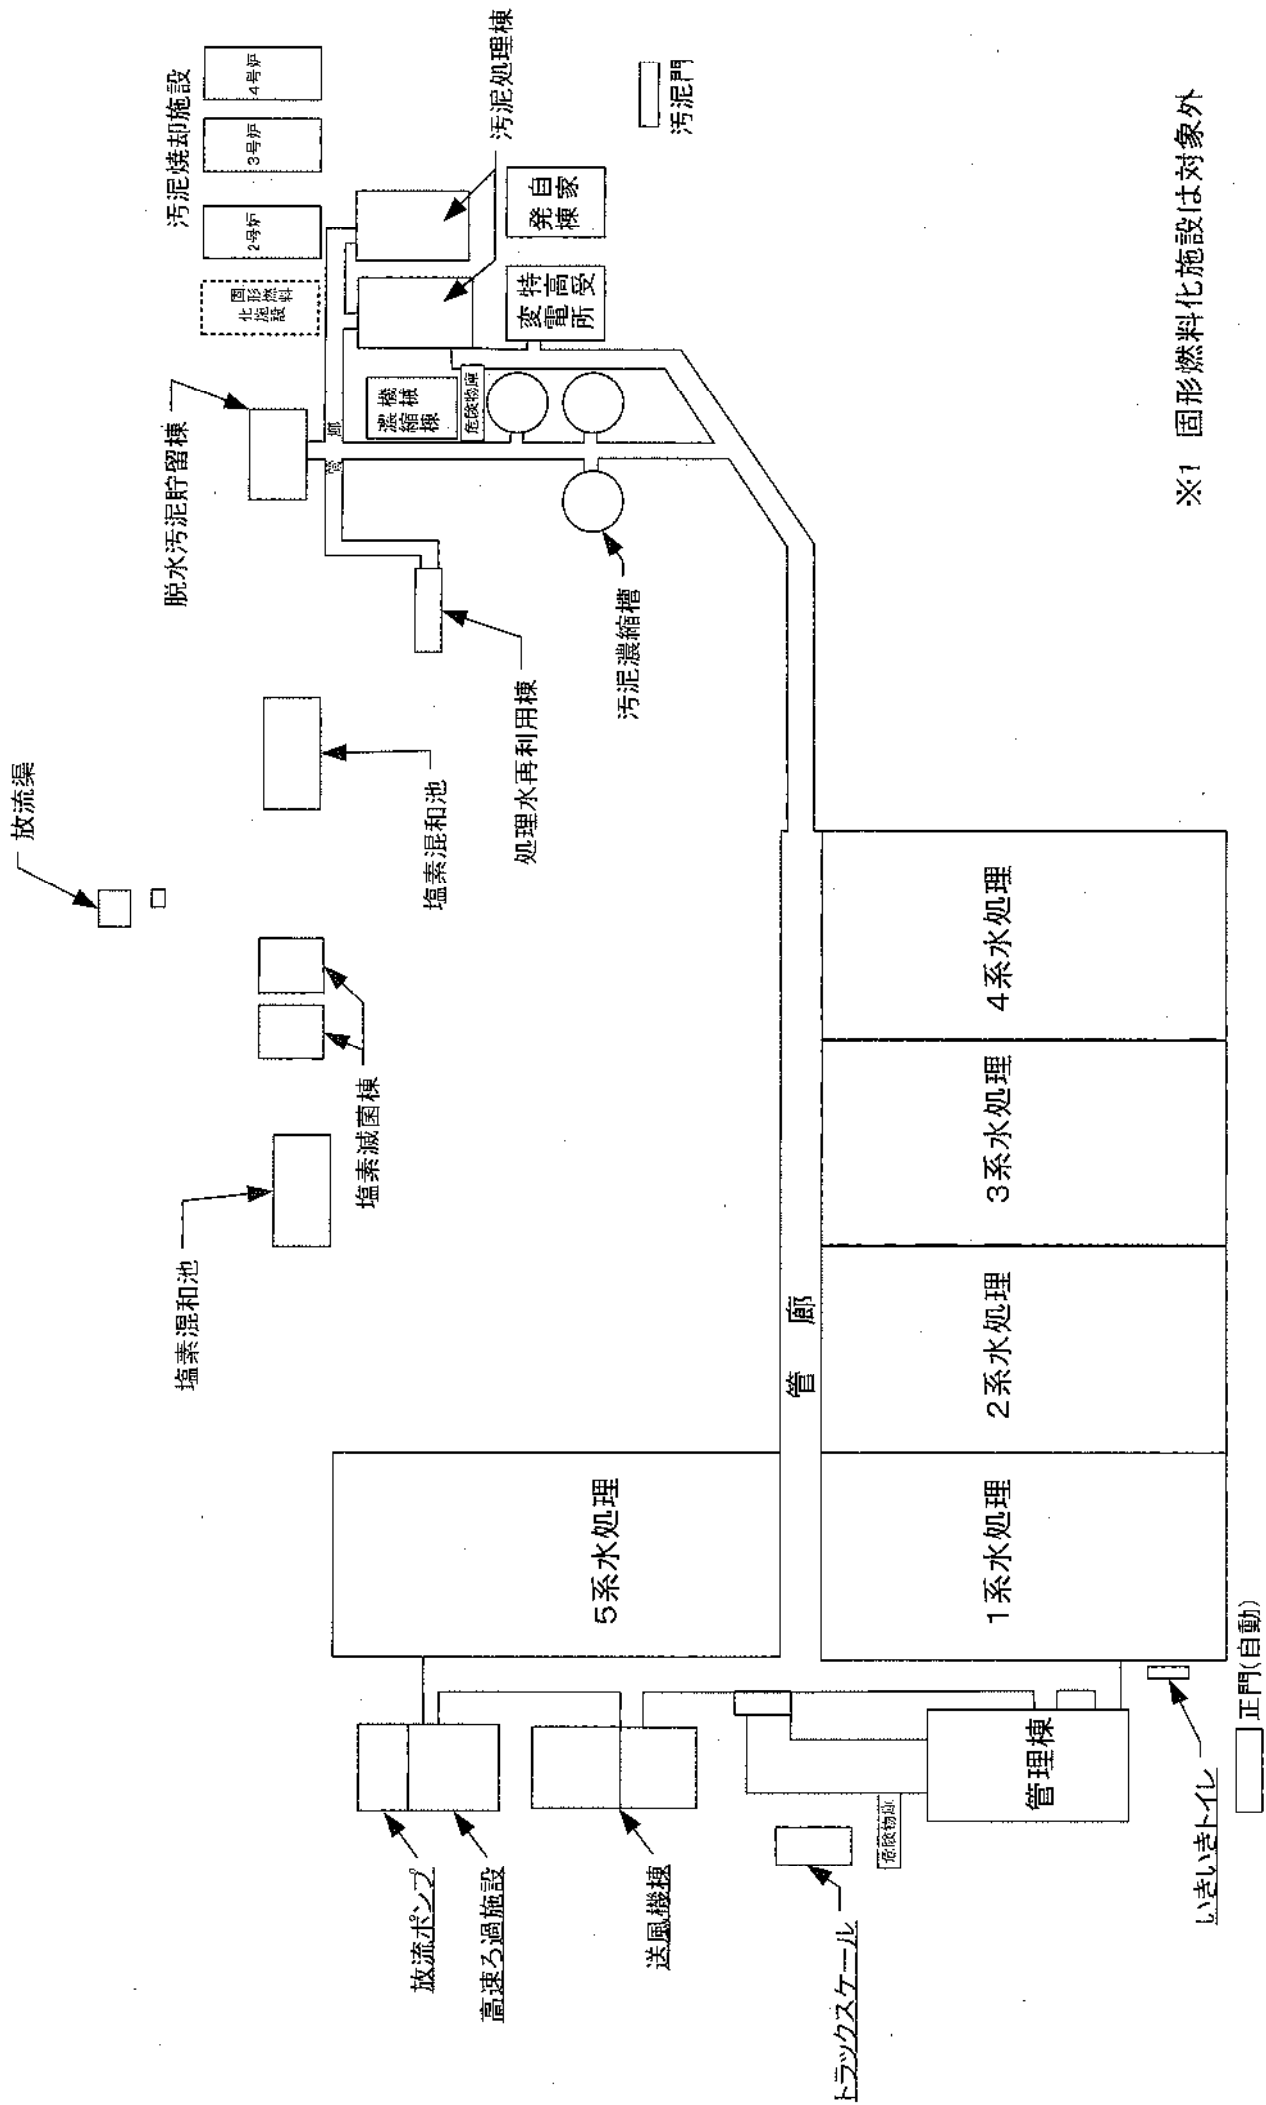 放流渠
汚泥焼却施設
4号炉
3号炉
2号炉
固形燃料
化施設
脱水汚泥貯留棟
汚泥処理棟
汚泥門
自家
発棟
特高受
変電所
機械
濃縮棟
危険物庫
管廊
汚泥濃縮槽
処理水再利用棟
塩素混和池
塩素滅菌棟
塩素混和池
管廊
5系水処理
1系水処理
2系水処理
3系水処理
4系水処理
放流ポンプ
高速ろ過施設
送風機棟
トラックスケール
危険物庫
管理棟
いきいきトイレ
正門(自動)
※1 固形燃料化施設は対象外